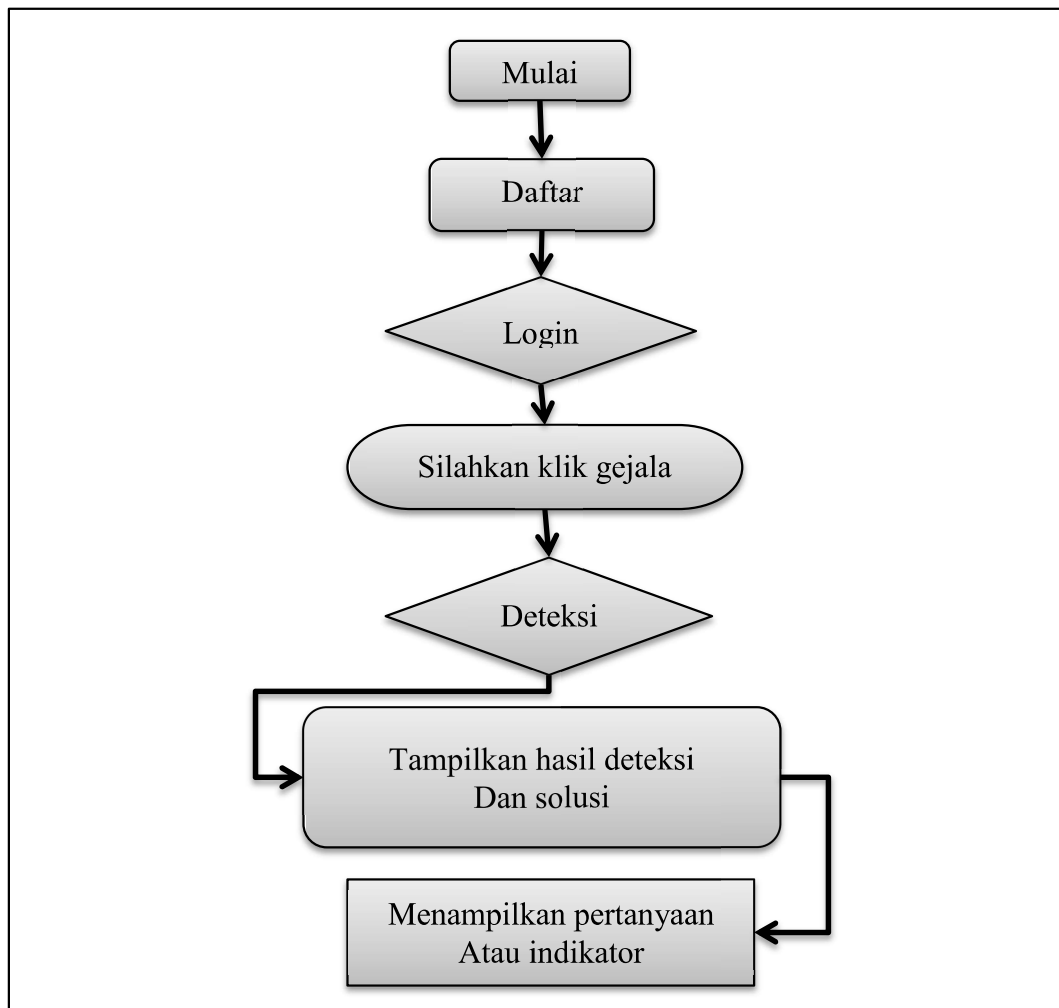 Mulai
Daftar
Login
Silahkan klik gejala
Deteksi
Tampilkan hasil deteksi
Dan solusi
Menampilkan pertanyaan
Atau indikator